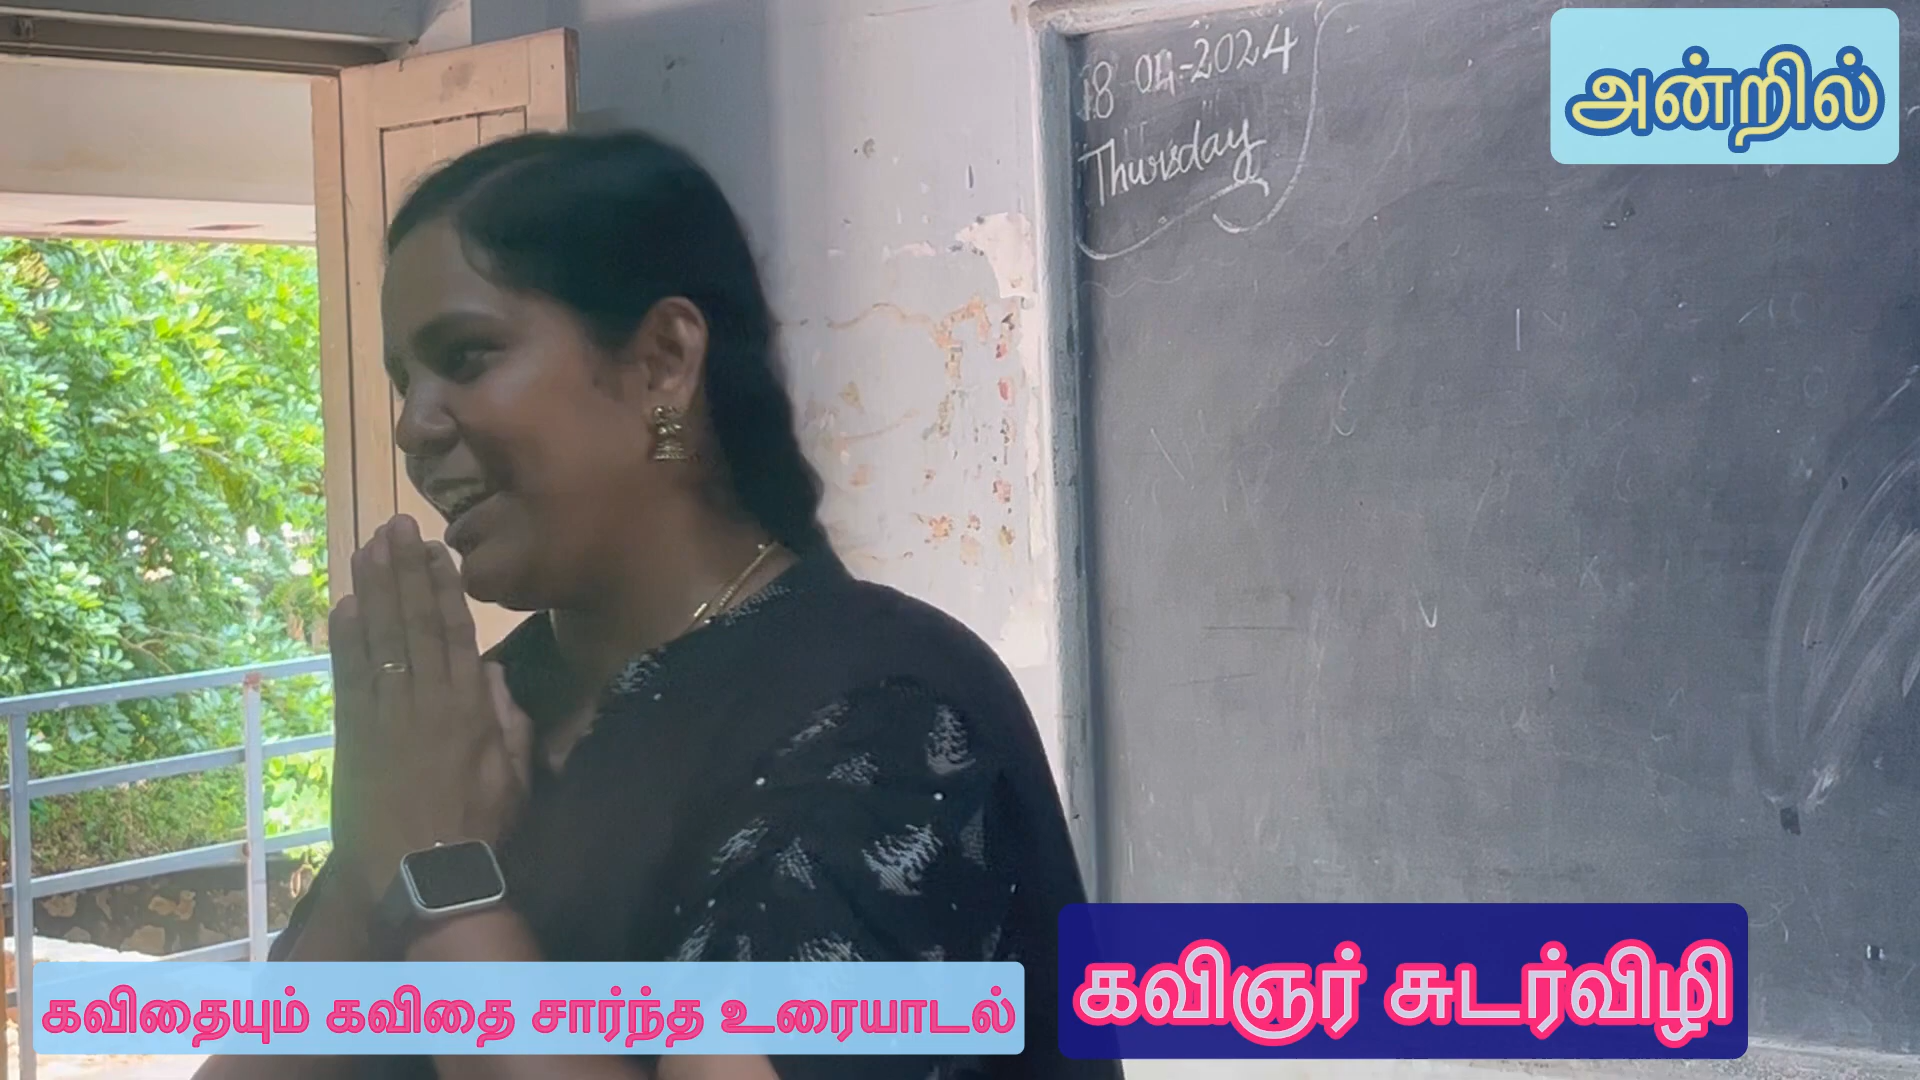 18-04-2024
Thursday
அன்றில்
கவிஞர் சுடர்விழி
கவிதையும் கவிதை சார்ந்த உரையாடல்